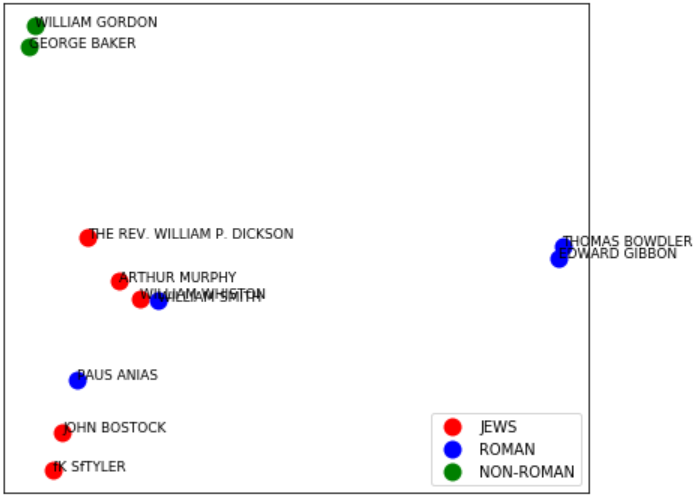 WILLIAM GORDON
GEORGE BAKER
THE REV. WILLIAM P. DICKSON
THOMAS BOWDLER
EDWARD GIBBON
ARTHUR MURPHY
WILLIAM WHISTON
WILLIAM SMITH
PAUS ANIAS
JOHN BOSTOCK
fK SfTYLER
JEWS
ROMAN
NON-ROMAN